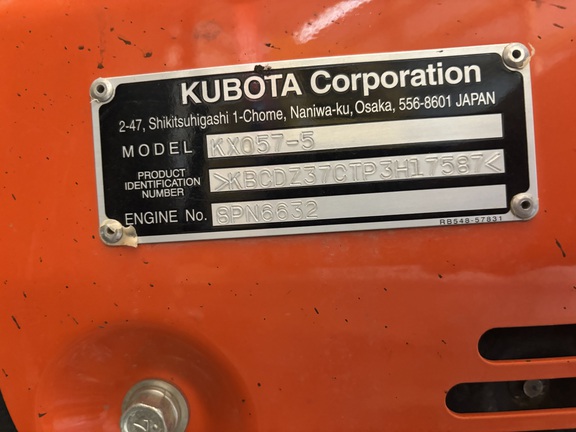 KUBOTA Corporation
2-47, Shikitsuhigashi 1-Chome, Naniwa-ku, Osaka, 556-8601 JAPAN
MODEL KX057-5
PRODUCT IDENTIFICATION NUMBER >KBCDZ37CTP3H17587<
ENGINE No. 8PN6632
RB548-57831